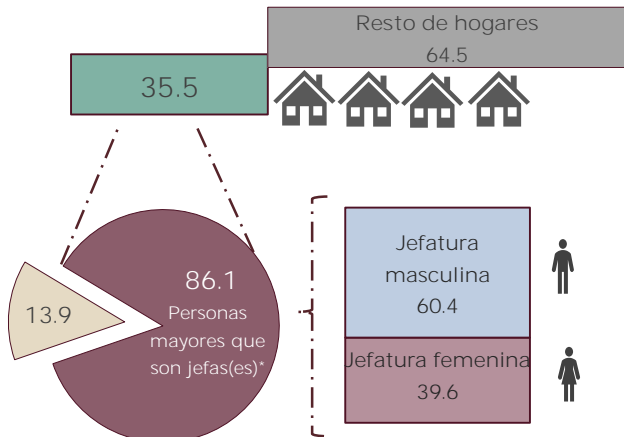 Resto de hogares
64.5
35.5
86.1
Personas
mayores que
son jefas(es)*
13.9
Jefatura
masculina
60.4
Jefatura femenina
39.6